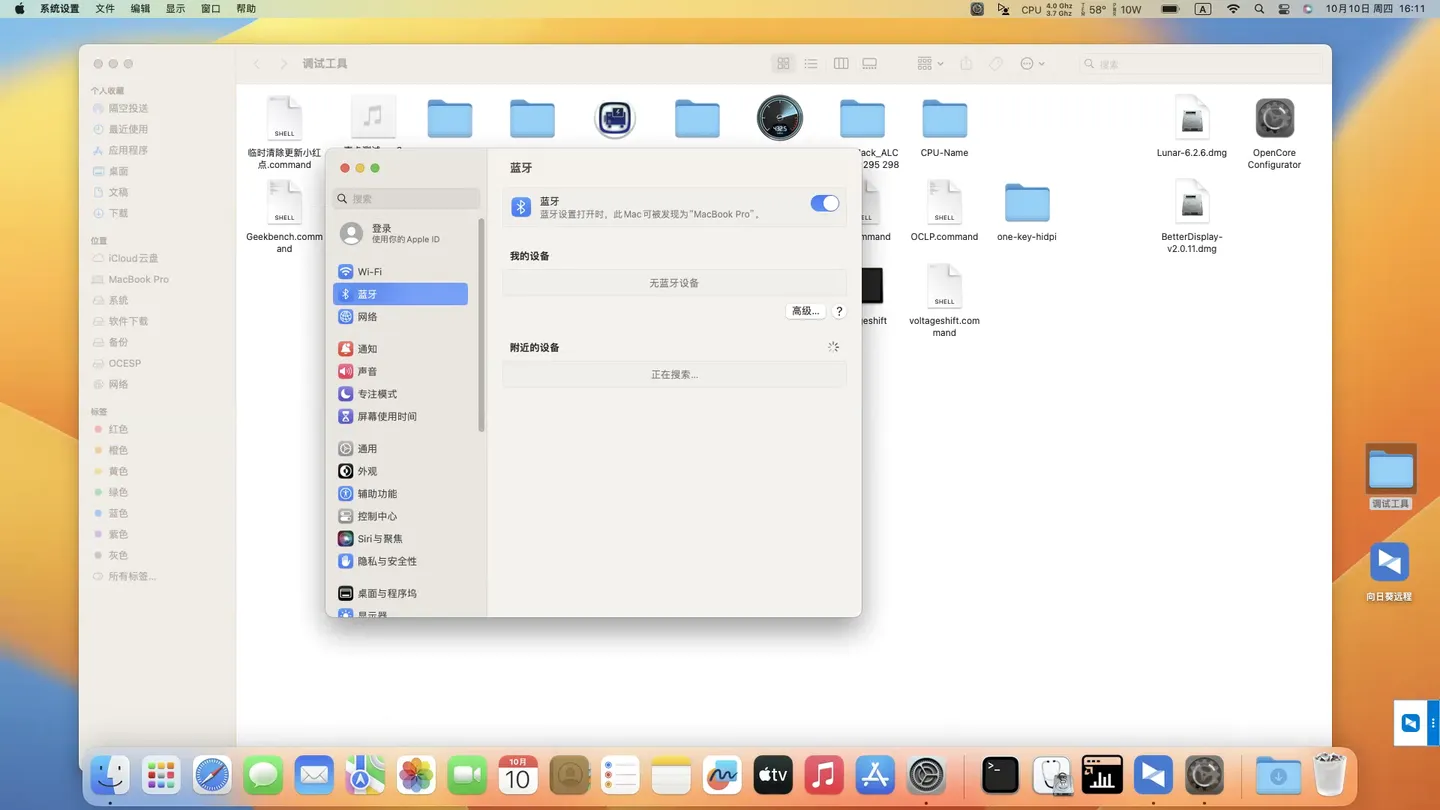 系统设置 文件 编辑 显示 窗口 帮助
CPU 4.0 Ghz 3.7 Ghz 58° 10W A 10月10日 周四 16:11
调试工具
搜索
个人收藏
隔空投送
最近使用
应用程序
桌面
文稿
下载
位置
iCloud云盘
MacBook Pro
系统
软件下载
备份
OCESP
网络
标签
红色
橙色
黄色
绿色
蓝色
紫色
灰色
所有标签...
SHELL
临时清除更新小红
点.command
ack_ALC
295 298
CPU-Name
Lunar-6.2.6.dmg
OpenCore
Configurator
SHELL
Geekbench.comm
and
mmand
SHELL
OCLP.command
one-key-hidpi
BetterDisplay-
v2.0.11.dmg
eshift
SHELL
voltageshift.com
mand
搜索
登录
使用你的 Apple ID
Wi-Fi
蓝牙
网络
通知
声音
专注模式
屏幕使用时间
通用
外观
辅助功能
控制中心
Siri与聚焦
隐私与安全性
桌面与程序坞
显示器
蓝牙
蓝牙
蓝牙设置打开时，此 Mac 可被发现为“MacBook Pro”。
我的设备
无蓝牙设备
高级... ?
附近的设备
正在搜索...
调试工具
向日葵远程
10月
10
tv